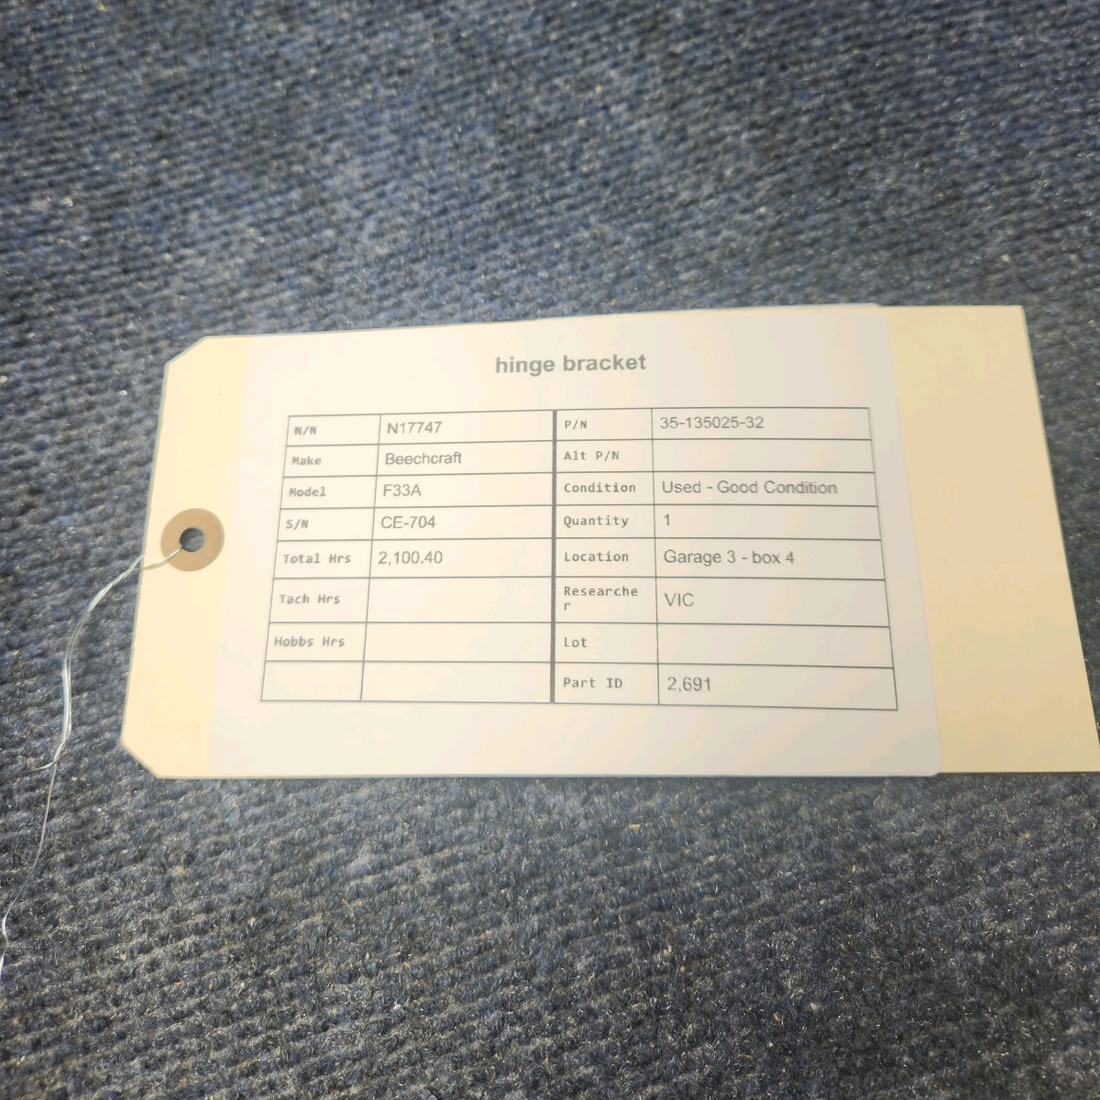 hinge bracket
N/N N17747 P/N 35-135025-32
Make Beechcraft Alt P/N
Model F33A Condition Used - Good Condition
S/N CE-704 Quantity 1
Total Hrs 2,100.40 Location Garage 3 - box 4
Tach Hrs Researche
r VIC
Hobbs Hrs Lot
Part ID 2,691